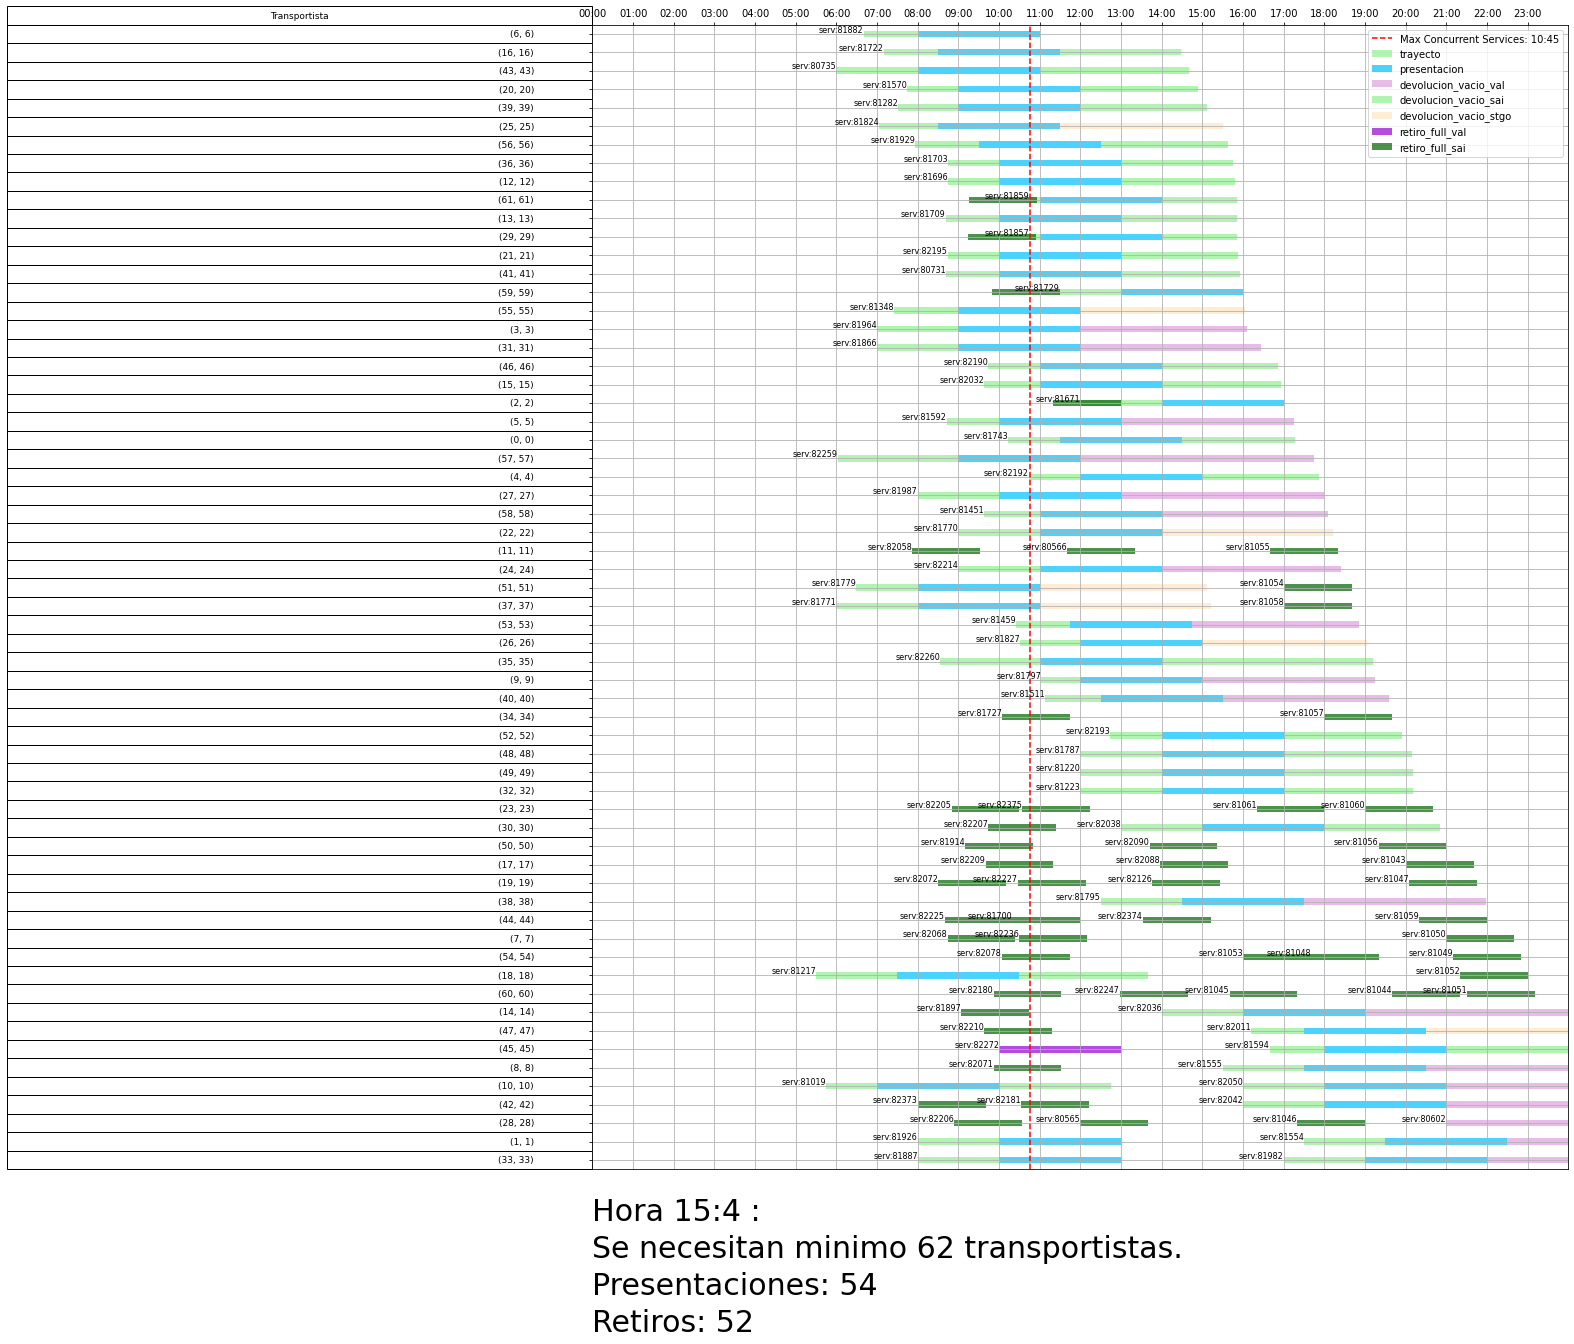 Transportista
00:00 01:00 02:00 03:00 04:00 05:00 06:00 07:00 08:00 09:00 10:00 11:00 12:00 13:00 14:00 15:00 16:00 17:00 18:00 19:00 20:00 21:00 22:00 23:00
Max Concurrent Services: 10:45
trayecto
presentacion
devolucion_vacio_val
devolucion_vacio_sai
devolucion_vacio_stgo
retiro_full_val
retiro_full_sai
(6, 6) serv:81882
(16, 16) serv:81722
(43, 43) serv:80735
(20, 20) serv:81570
(39, 39) serv:81282
(25, 25) serv:81824
(56, 56) serv:81929
(36, 36) serv:81703
(12, 12) serv:81696
(61, 61) serv:81859
(13, 13) serv:81709
(29, 29) serv:81857
(21, 21) serv:82195
(41, 41) serv:80731
(59, 59) serv:81729
(55, 55) serv:81348
(3, 3) serv:81964
(31, 31) serv:81866
(46, 46) serv:82190
(15, 15) serv:82032
(2, 2) serv:81671
(5, 5) serv:81592
(0, 0) serv:81743
(57, 57) serv:82259
(4, 4) serv:82192
(27, 27) serv:81987
(58, 58) serv:81451
(22, 22) serv:81770
(11, 11) serv:82058 serv:80566 serv:81055
(24, 24) serv:82214
(51, 51) serv:81779 serv:81054
(37, 37) serv:81771 serv:81058
(53, 53) serv:81459
(26, 26) serv:81827
(35, 35) serv:82260
(9, 9) serv:81797
(40, 40) serv:81511
(34, 34) serv:81727 serv:81057
(52, 52) serv:82193
(48, 48) serv:81787
(49, 49) serv:81220
(32, 32) serv:81223
(23, 23) serv:82205 serv:82375 serv:81061 serv:81060
(30, 30) serv:82207 serv:82038
(50, 50) serv:81914 serv:82090 serv:81056
(17, 17) serv:82209 serv:82088 serv:81043
(19, 19) serv:82072 serv:82227 serv:82126 serv:81047
(38, 38) serv:81795
(44, 44) serv:82225 serv:81700 serv:82374 serv:81059
(7, 7) serv:82068 serv:82236 serv:81050
(54, 54) serv:82078 serv:81053 serv:81048 serv:81049
(18, 18) serv:81217 serv:81052
(60, 60) serv:82180 serv:82247 serv:81045 serv:81044 serv:81051
(14, 14) serv:81897 serv:82036
(47, 47) serv:82210 serv:82011
(45, 45) serv:82272 serv:81594
(8, 8) serv:82071 serv:81555
(10, 10) serv:81019 serv:82050
(42, 42) serv:82373 serv:82181 serv:82042
(28, 28) serv:82206 serv:80565 serv:81046 serv:80602
(1, 1) serv:81926 serv:81554
(33, 33) serv:81887 serv:81982
Hora 15:4 :
Se necesitan minimo 62 transportistas.
Presentaciones: 54
Retiros: 52